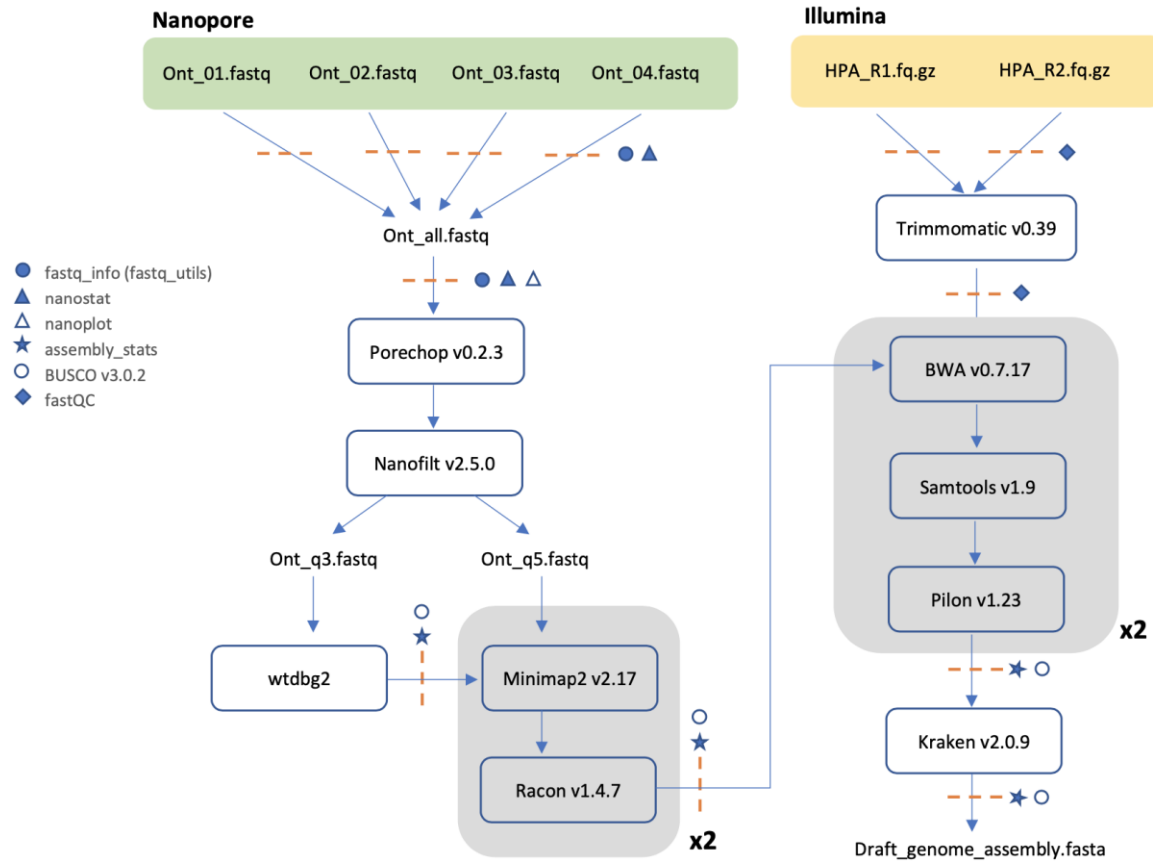 Nanopore
Illumina
Ont_01.fastq
Ont_02.fastq
Ont_03.fastq
Ont_04.fastq
HPA_R1.fq.gz
HPA_R2.fq.gz
Ont_all.fastq
Trimmomatic v0.39
fastq_info (fastq_utils)
nanostat
nanoplot
assembly_stats
BUSCO v3.0.2
fastQC
Porechop v0.2.3
Nanofilt v2.5.0
Ont_q3.fastq
Ont_q5.fastq
wtdbg2
Minimap2 v2.17
Racon v1.4.7
x2
BWA v0.7.17
Samtools v1.9
Pilon v1.23
x2
Kraken v2.0.9
Draft_genome_assembly.fasta